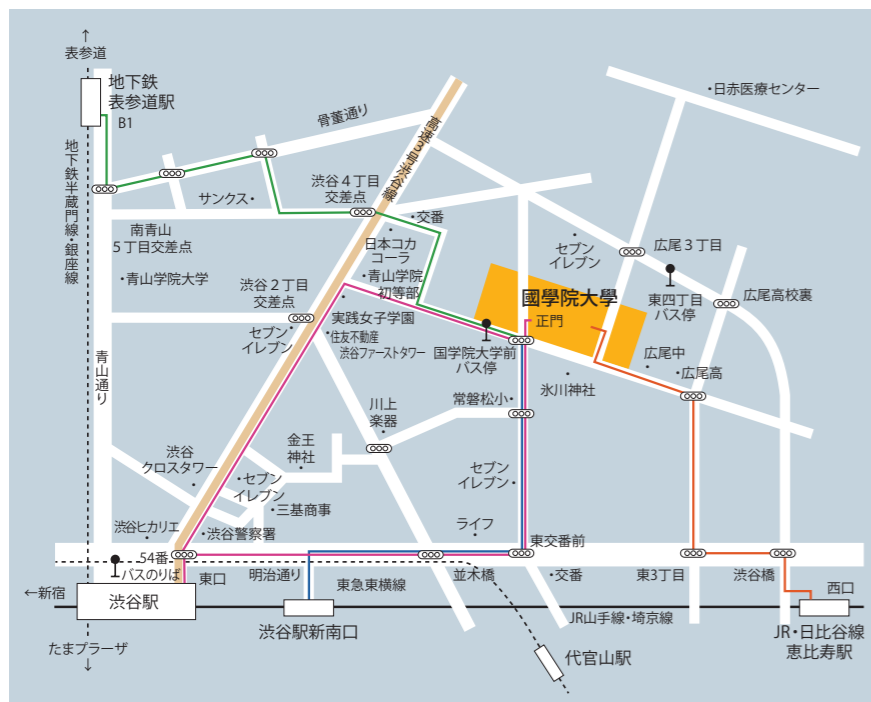 ↑
表参道
地下鉄
表参道駅
B1
骨董通り
高速3号渋谷線
・日赤医療センター
地下鉄半蔵門線・銀座線
サンクス・
渋谷4丁目
交差点
・交番
南青山
5丁目交差点
日本コカ
コーラ
・青山学院大学
・青山学院
初等部
セブン
イレブン
広尾3丁目
渋谷2丁目
交差点
國學院大學
正門
東四丁目
バス停
広尾高校裏
セブン
イレブン
実践女子学園
・住友不動産
渋谷ファーストタワー
国学院大学前
バス停
広尾中
・広尾高
氷川神社
青山通り
常磐松小・
川上
楽器
渋谷
クロスタワー
金王
神社
・セブン
イレブン
セブン
イレブン・
・三基商事
渋谷ヒカリエ
・渋谷警察署
ライフ
東交番前
54番
バスのりば
東口
明治通り
東急東横線
並木橋
・交番
東3丁目
渋谷橋
←新宿
渋谷駅
西口
JR山手線・埼京線
渋谷駅新南口
JR・日比谷線
恵比寿駅
たまプラーザ
↓
代官山駅